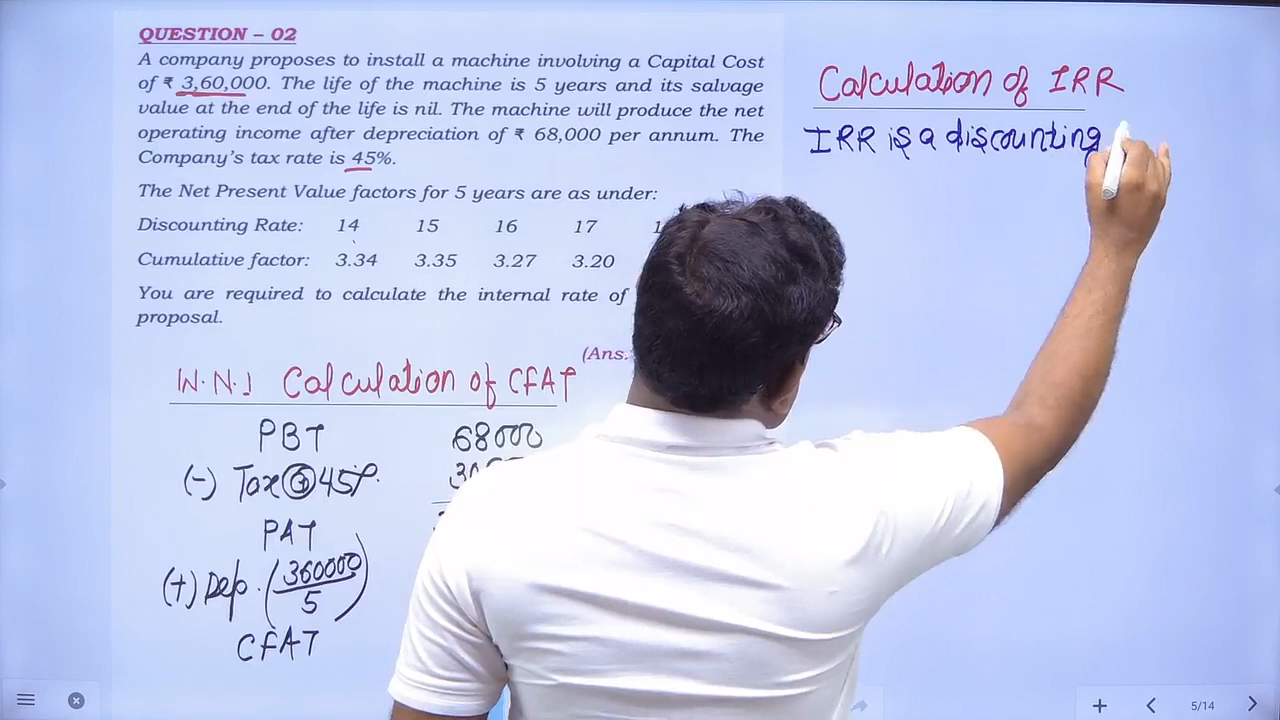 QUESTION – 02
A company proposes to install a machine involving a Capital Cost
of ₹ 3,60,000. The life of the machine is 5 years and its salvage
value at the end of the life is nil. The machine will produce the net
operating income after depreciation of ₹ 68,000 per annum. The
Company's tax rate is 45%.
The Net Present Value factors for 5 years are as under:
Discounting Rate: 14 15 16 17
Cumulative factor: 3.34 3.35 3.27 3.20
You are required to calculate the internal rate of
proposal.
(Ans.
W.N.1 Calculation of CFAT
PBT 68000
(-) Tax@45%.
PAT
(+) Dep. (360000/5)
CFAT
Calculation of IRR
IRR is a discounting
5/14